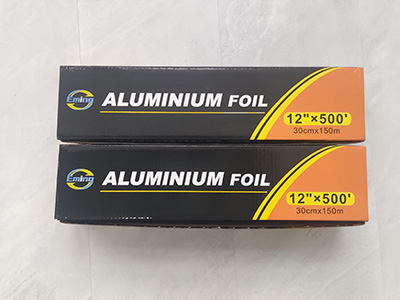 Eming
ALUMINIUM FOIL
12"×500'
30cmx150m
Eming
ALUMINIUM FOIL
12"×500'
30cmx150m